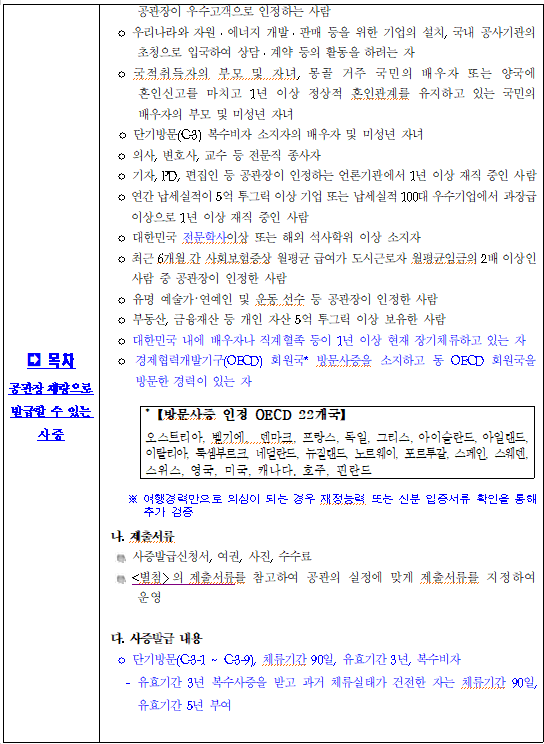 공관장이 우수고객으로 인정하는 사람
○ 우리나라와 자원·에너지 개발·판매 등을 위한 기업의 설치, 국내 공사기관의
초청으로 입국하여 상담·계약 등의 활동을 하려는 자
○ 국적취득자의 부모 및 자녀, 몽골 거주 국민의 배우자 또는 양국에
혼인신고를 마치고 1년 이상 정상적 혼인관계를 유지하고 있는 국민의
배우자의 부모 및 미성년 자녀
○ 단기방문(C-3) 복수비자 소지자의 배우자 및 미성년 자녀
○ 의사, 변호사, 교수 등 전문직 종사자
○ 기자, PD, 편집인 등 공관장이 인정하는 언론기관에서 1년 이상 재직 중인 사람
○ 연간 납세실적이 5억 투그릭 이상 기업 또는 납세실적 100대 우수기업에서 과장급
이상으로 1년 이상 재직 중인 사람
○ 대한민국 전문학사이상 또는 해외 석사학위 이상 소지자
○ 최근 6개월 간 사회보험증상 월평균 급여가 도시근로자 월평균임금의 2배 이상인
사람 중 공관장이 인정한 사람
○ 유명 예술가·연예인 및 운동 선수 등 공관장이 인정한 사람
○ 부동산, 금융재산 등 개인 자산 5억 투그릭 이상 보유한 사람
○ 대한민국 내에 배우자나 직계혈족 등이 1년 이상 현재 장기체류하고 있는 자
○ 경제협력개발기구(OECD) 회원국* 방문사증을 소지하고 동 OECD 회원국을
방문한 경력이 있는 자
➡ 목차
공관장 재량으로
발급할 수 있는
사증
*【방문사증 인정 OECD 22개국】
오스트리아, 벨기에, 덴마크, 프랑스, 독일, 그리스, 아이슬란드, 아일랜드,
이탈리아, 룩셈부르크, 네덜란드, 뉴질랜드, 노르웨이, 포르투갈, 스페인, 스웨덴,
스위스, 영국, 미국, 캐나다, 호주, 핀란드
※ 여행경력만으로 의심이 되는 경우 재정능력 또는 신분 입증서류 확인을 통해
추가 검증
나. 제출서류
사증발급신청서, 여권, 사진, 수수료
<별첨>의 제출서류를 참고하여 공관의 실정에 맞게 제출서류를 지정하여
운영
다. 사증발급 내용
○ 단기방문(C-3-1 ~ C-3-9), 체류기간 90일, 유효기간 3년, 복수비자
- 유효기간 3년 복수사증을 받고 과거 체류실태가 건전한 자는 체류기간 90일,
유효기간 5년 부여